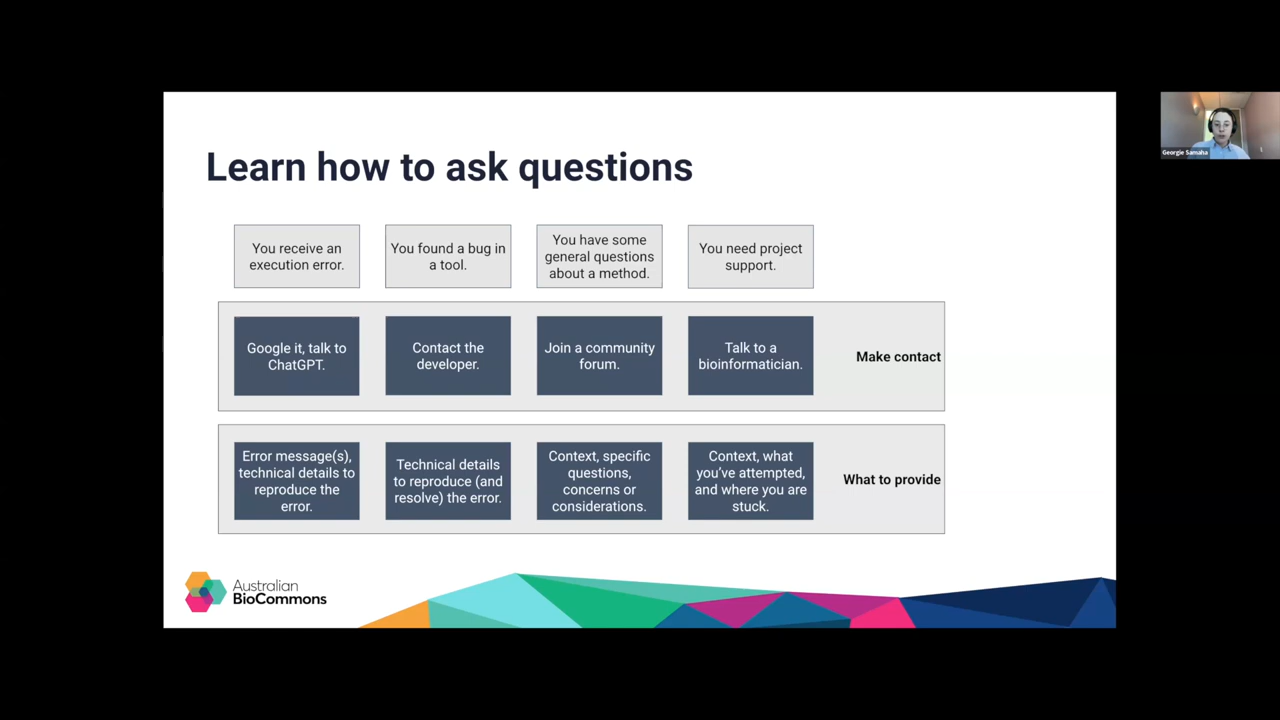 Learn how to ask questions
You receive an
execution error.
You found a bug in
a tool.
You have some
general questions
about a method.
You need project
support.
Google it, talk to
ChatGPT.
Contact the
developer.
Join a community
forum.
Talk to a
bioinformatician.
Make contact
Error message(s),
technical details to
reproduce the
error.
Technical details
to reproduce (and
resolve) the error.
Context, specific
questions,
concerns or
considerations.
Context, what
you’ve attempted,
and where you are
stuck.
What to provide
Australian
BioCommons
Georgie Samaha